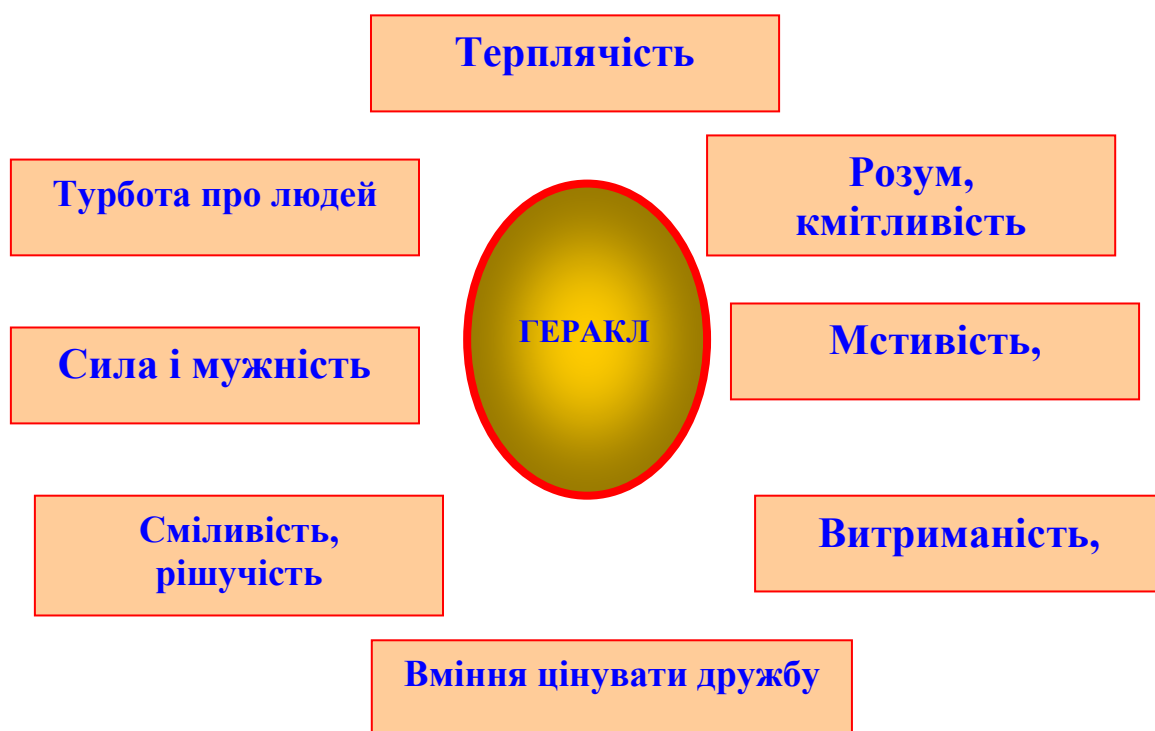 Терплячість
Турбота про людей
Розум,
кмітливість
ГЕРАКЛ
Сила і мужність
Мстивість,
Сміливість,
рішучість
Витриманість,
Вміння цінувати дружбу